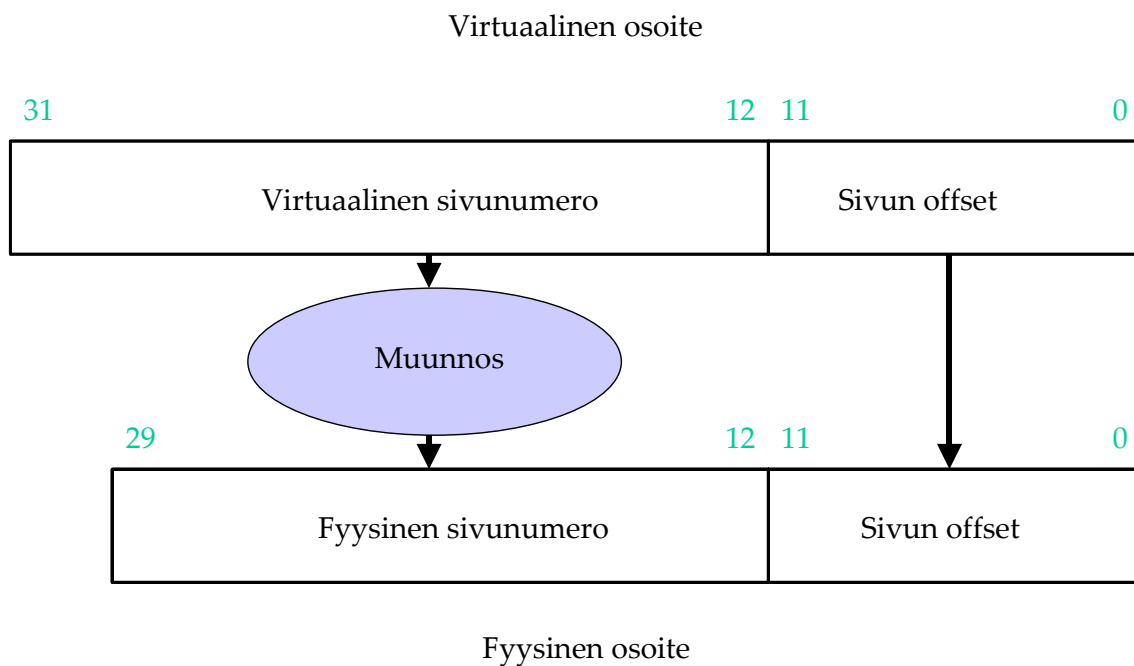 Virtuaalinen osoite
31 12 11 0
Virtuaalinen sivunumero Sivun offset
Muunnos
29 12 11 0
Fyysinen sivunumero Sivun offset
Fyysinen osoite